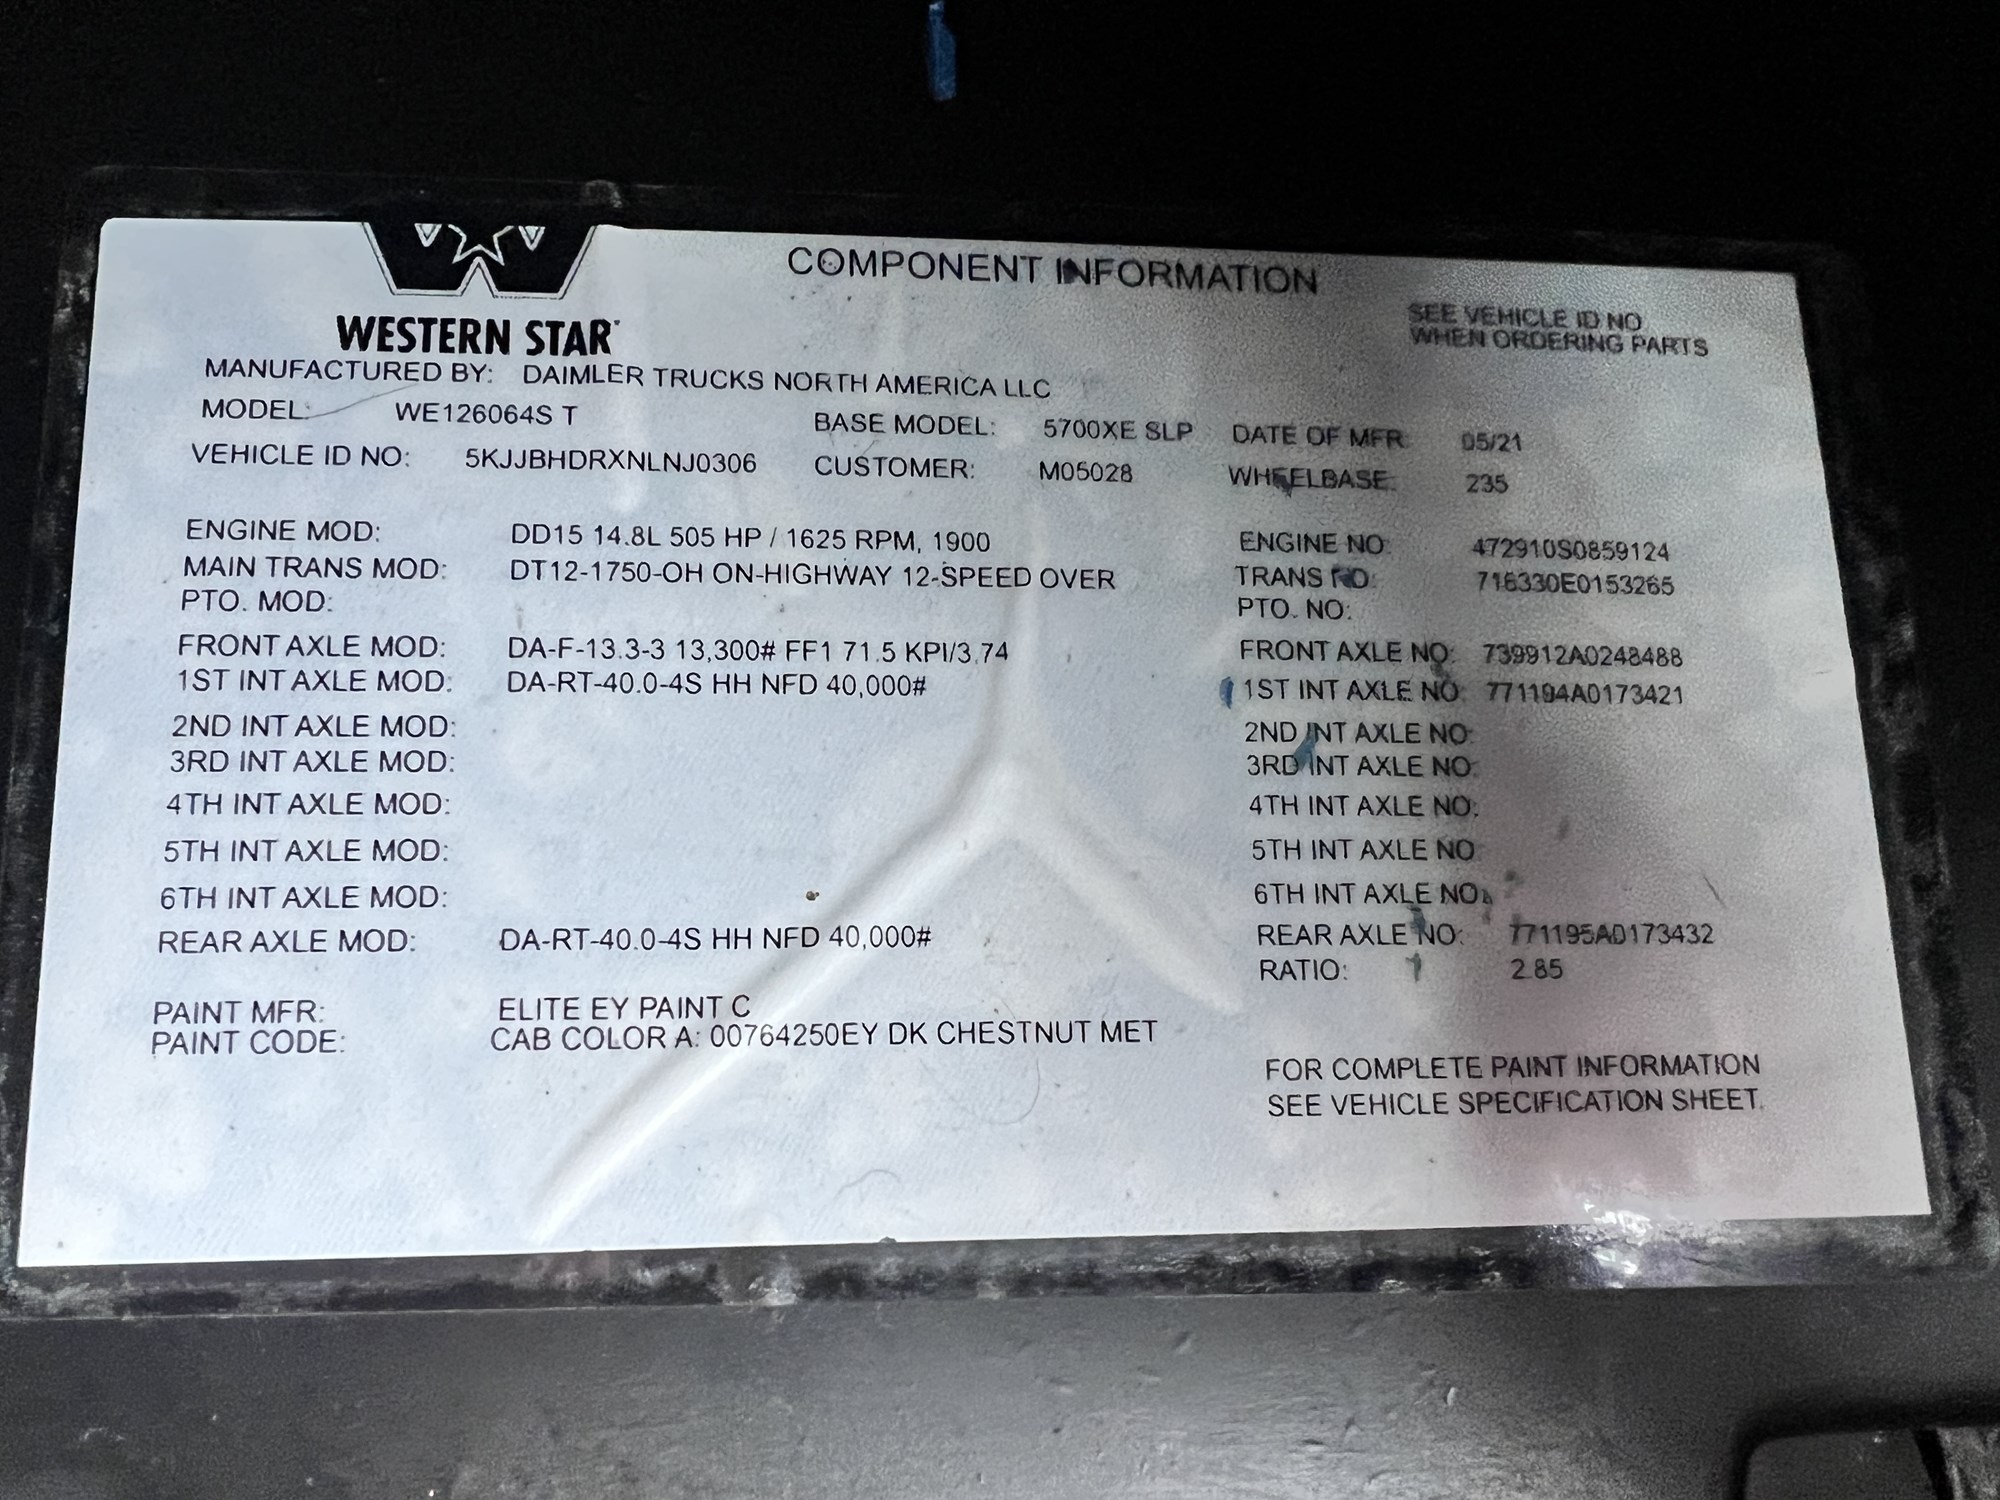 COMPONENT INFORMATION
SEE VEHICLE ID NO
WHEN ORDERING PARTS
WESTERN STAR
MANUFACTURED BY: DAIMLER TRUCKS NORTH AMERICA LLC
MODEL: WE126064S T BASE MODEL: 5700XE SLP DATE OF MFR: 05/21
VEHICLE ID NO: 5KJJBHDRXNLNJ0306 CUSTOMER: M05028 WHEELBASE: 235
ENGINE MOD: DD15 14.8L 505 HP / 1625 RPM, 1900 ENGINE NO: 472910S0859124
MAIN TRANS MOD: DT12-1750-OH ON-HIGHWAY 12-SPEED OVER TRANS NO: 716330E0153265
PTO. MOD: PTO. NO:
FRONT AXLE MOD: DA-F-13.3-3 13,300# FF1 71.5 KPI/3.74 FRONT AXLE NO: 739912A0248488
1ST INT AXLE MOD: DA-RT-40.0-4S HH NFD 40,000# 1ST INT AXLE NO: 771194A0173421
2ND INT AXLE MOD: 2ND INT AXLE NO:
3RD INT AXLE MOD: 3RD INT AXLE NO:
4TH INT AXLE MOD: 4TH INT AXLE NO:
5TH INT AXLE MOD: 5TH INT AXLE NO:
6TH INT AXLE MOD: 6TH INT AXLE NO:
REAR AXLE MOD: DA-RT-40.0-4S HH NFD 40,000# REAR AXLE NO: 771195A0173432
RATIO: 2.85
PAINT MFR: ELITE EY PAINT C
PAINT CODE: CAB COLOR A: 00764250EY DK CHESTNUT MET
FOR COMPLETE PAINT INFORMATION
SEE VEHICLE SPECIFICATION SHEET.